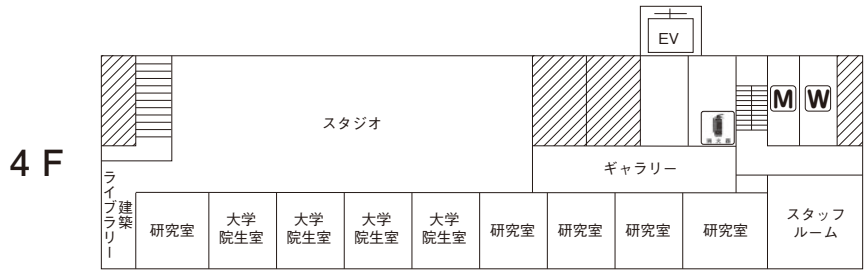 4 F
EV
M
W
スタジオ
消火器
ギャラリー
建築
ライブラリー
研究室
大学
院生室
大学
院生室
大学
院生室
大学
院生室
研究室
研究室
研究室
研究室
スタッフ
ルーム